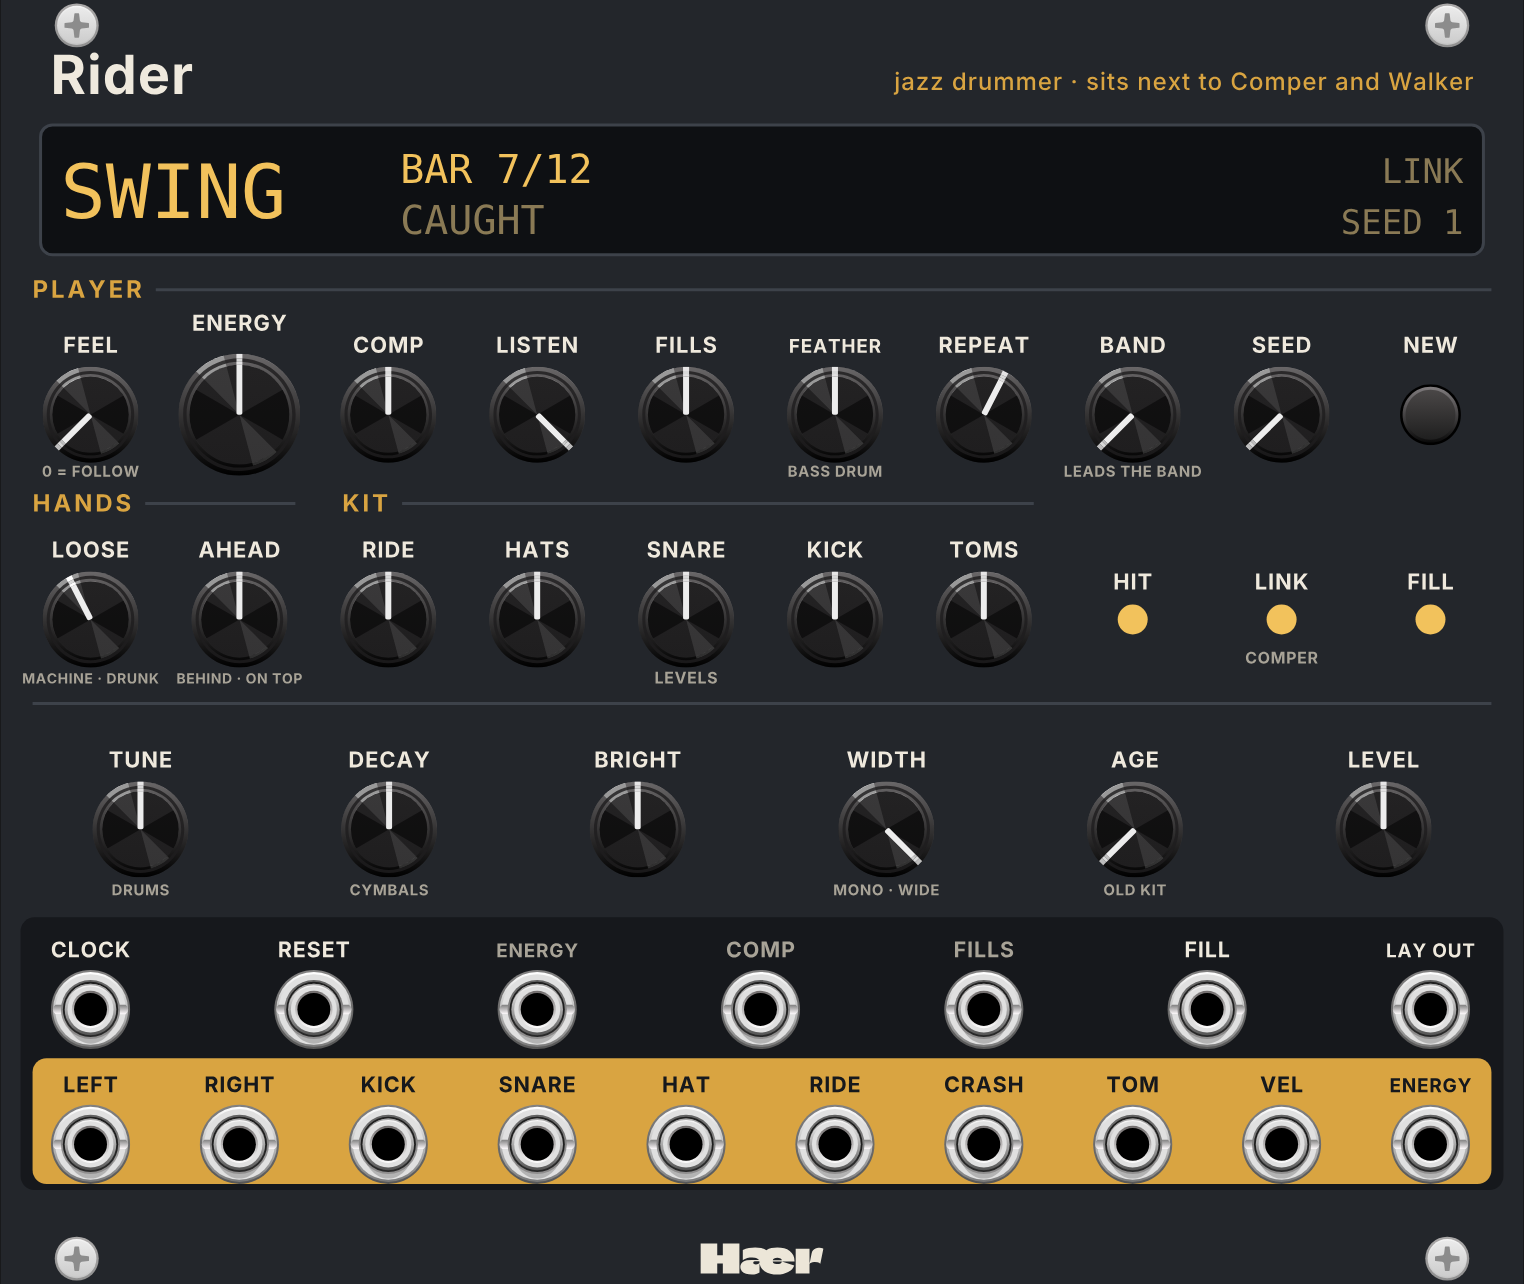 Rider
jazz drummer · sits next to Comper and Walker
SWING
BAR 7/12
CAUGHT
LINK
SEED 1
PLAYER
FEEL ENERGY COMP LISTEN FILLS FEATHER REPEAT BAND SEED NEW
0 = FOLLOW BASS DRUM LEADS THE BAND
HANDS KIT
LOOSE AHEAD RIDE HATS SNARE KICK TOMS HIT LINK FILL
COMPER
MACHINE · DRUNK BEHIND · ON TOP LEVELS
TUNE DECAY BRIGHT WIDTH AGE LEVEL
DRUMS CYMBALS MONO · WIDE OLD KIT
CLOCK RESET ENERGY COMP FILLS FILL LAY OUT
LEFT RIGHT KICK SNARE HAT RIDE CRASH TOM VEL ENERGY
Hær